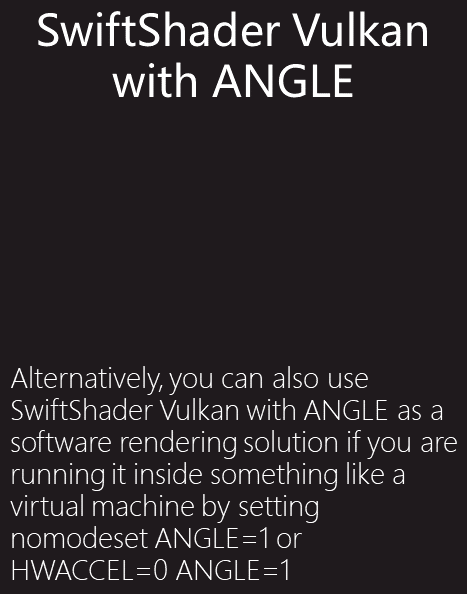 SwiftShader Vulkan
with ANGLE
Alternatively, you can also use
SwiftShader Vulkan with ANGLE as a
software rendering solution if you are
running it inside something like a
virtual machine by setting
nomodeset ANGLE=1 or
HWACCEL=0 ANGLE=1